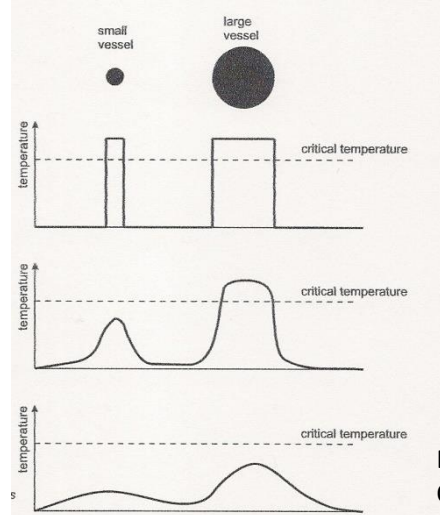 small
vessel
large
vessel
temperature
critical temperature
temperature
critical temperature
temperature
critical temperature
s